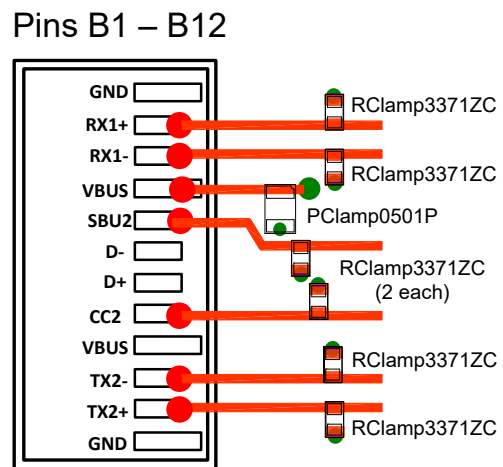 Pins B1 – B12
GND
RX1+
RX1-
VBUS
SBU2
D-
D+
CC2
VBUS
TX2-
TX2+
GND
RClamp3371ZC
RClamp3371ZC
PClamp0501P
RClamp3371ZC
(2 each)
RClamp3371ZC
RClamp3371ZC